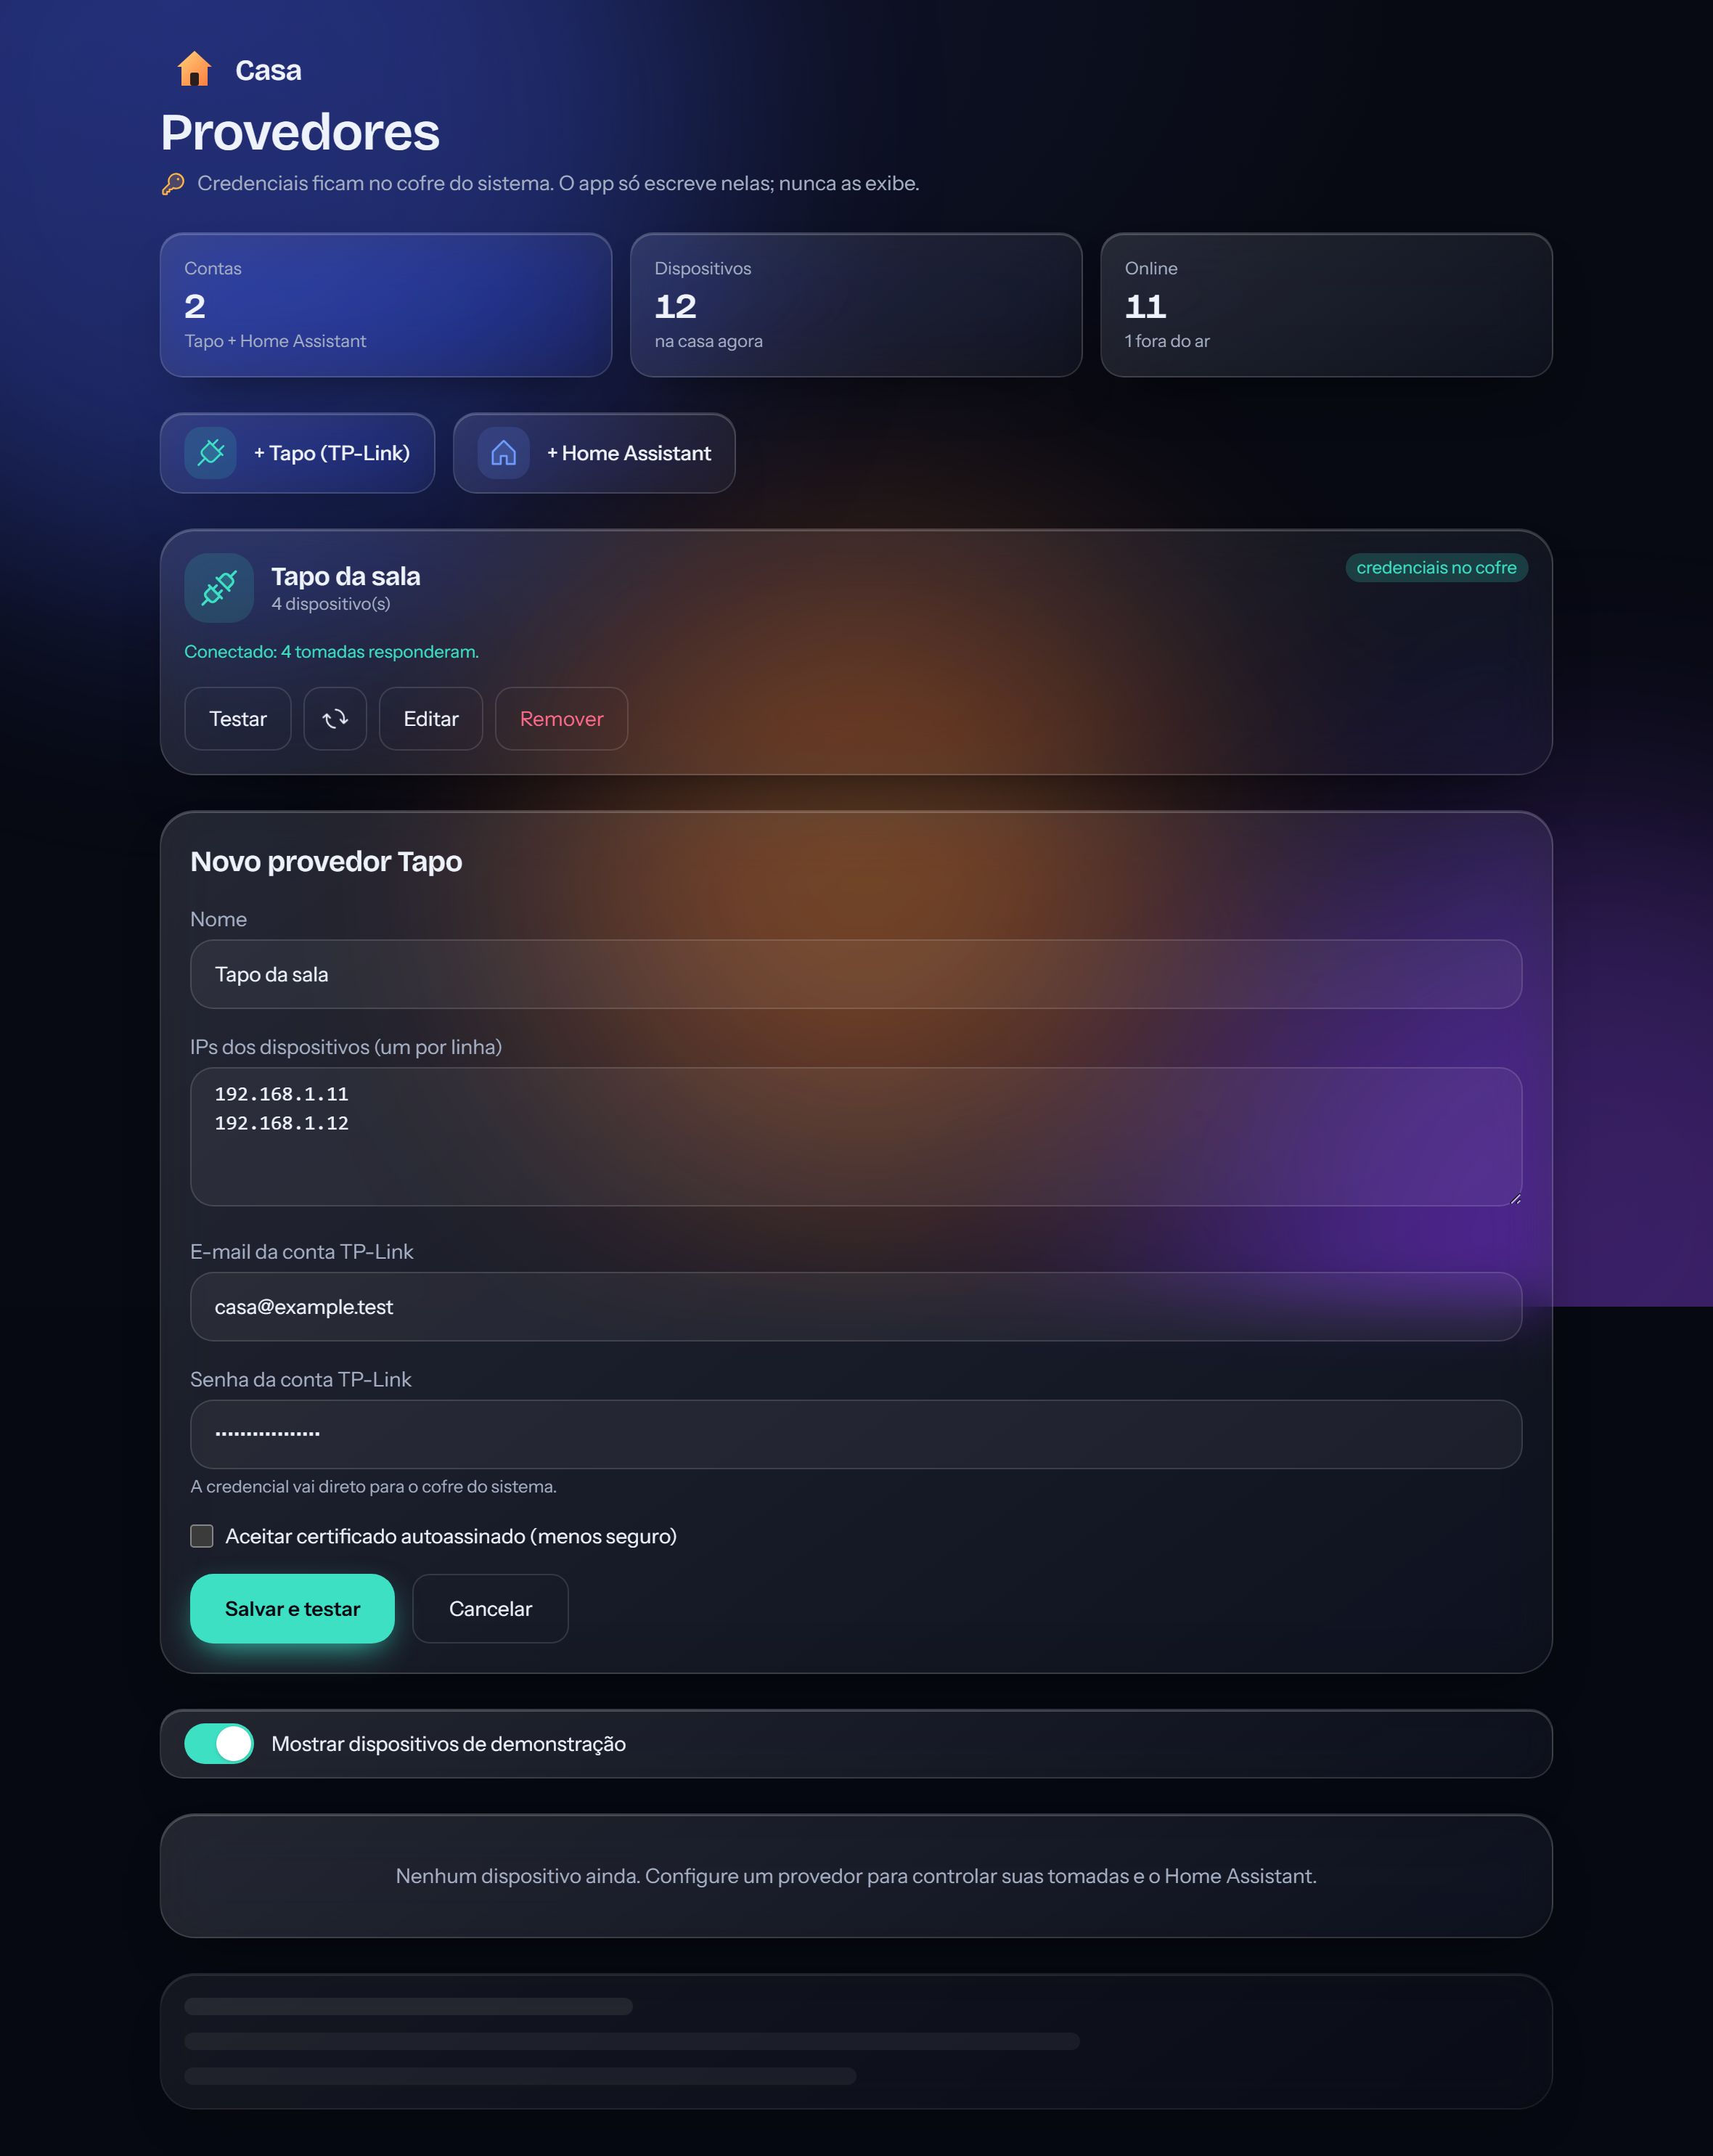 Casa
Provedores
Credenciais ficam no cofre do sistema. O app só escreve nelas; nunca as exibe.
Contas
2
Tapo + Home Assistant
Dispositivos
12
na casa agora
Online
11
1 fora do ar
+ Tapo (TP-Link)
+ Home Assistant
Tapo da sala
4 dispositivo(s)
credenciais no cofre
Conectado: 4 tomadas responderam.
Testar
Editar
Remover
Novo provedor Tapo
Nome
Tapo da sala
IPs dos dispositivos (um por linha)
192.168.1.11
192.168.1.12
E-mail da conta TP-Link
casa@example.test
Senha da conta TP-Link
•••••••••••••••••
A credencial vai direto para o cofre do sistema.
Aceitar certificado autoassinado (menos seguro)
Salvar e testar
Cancelar
Mostrar dispositivos de demonstração
Nenhum dispositivo ainda. Configure um provedor para controlar suas tomadas e o Home Assistant.